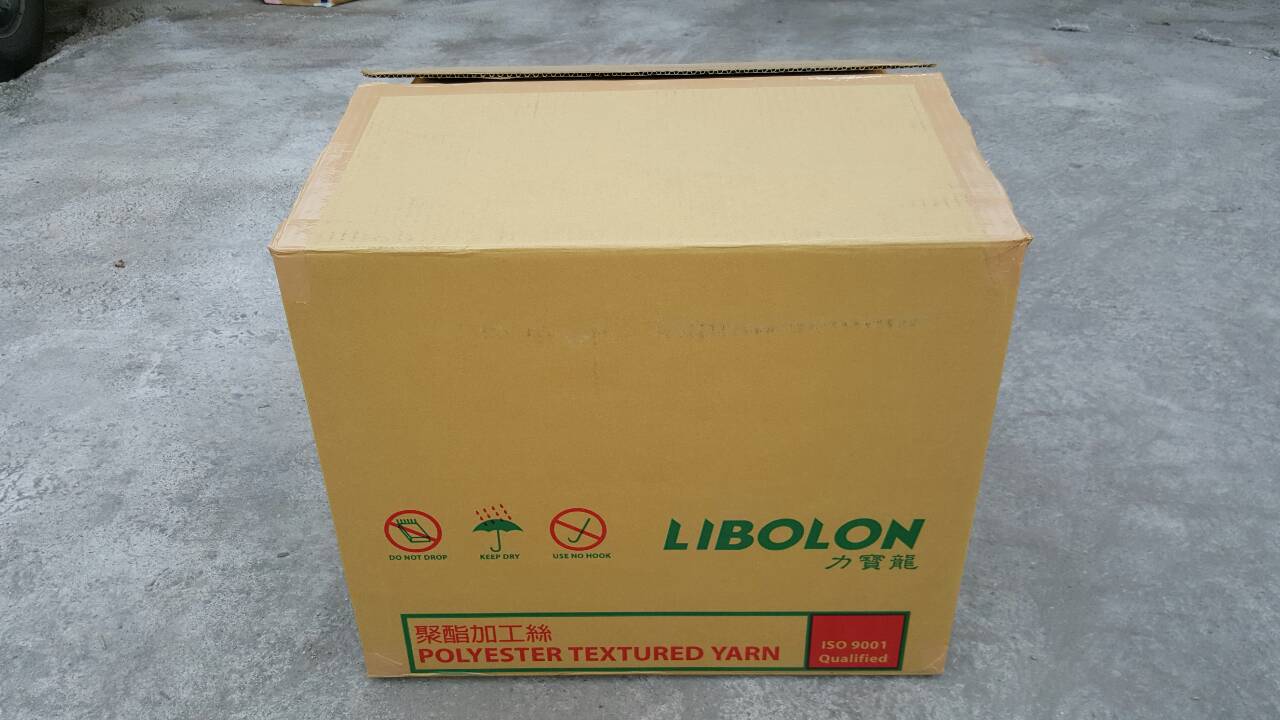 DO NOT DROP
KEEP DRY
USE NO HOOK
LIBOLON
力寶龍
聚酯加工絲
POLYESTER TEXTURED YARN
ISO 9001
Qualified